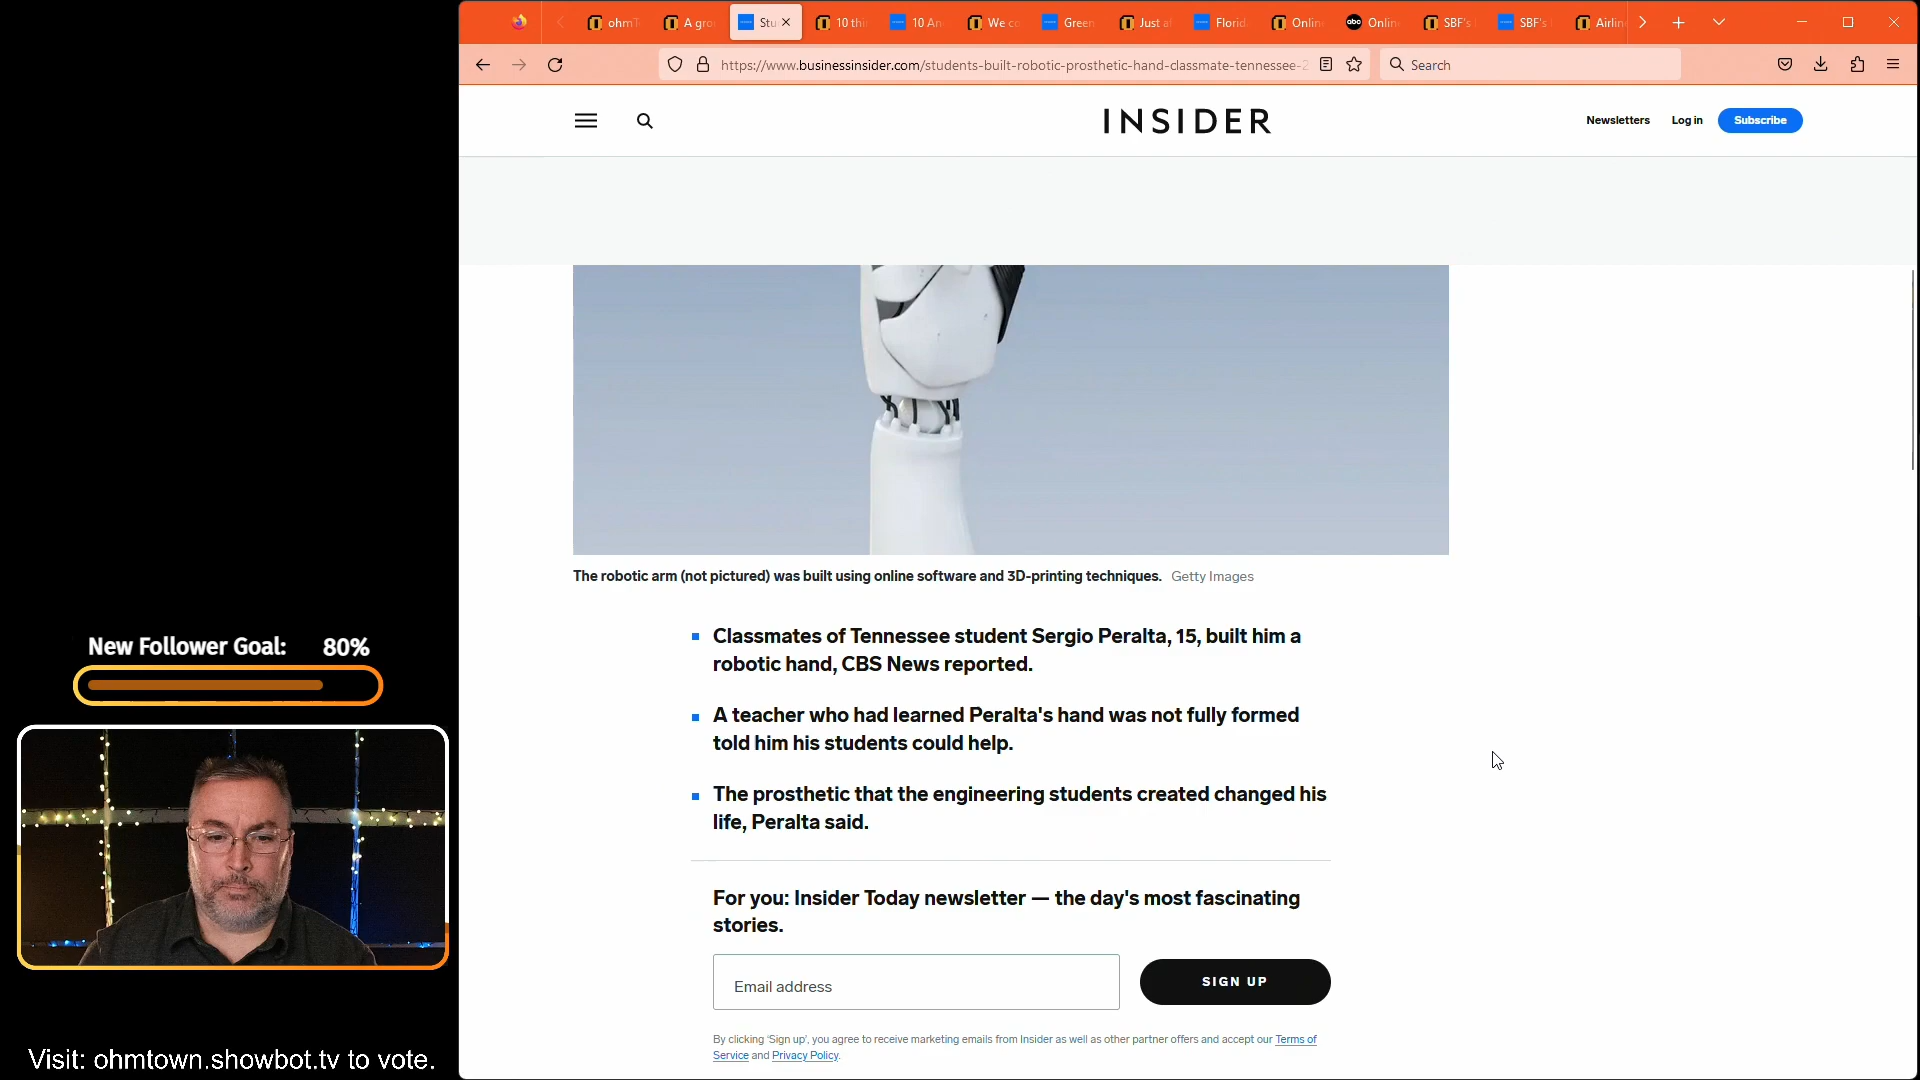 ohmT
A gro
Stu
10 thi
10 An
We co
Green
Just a
Florid
Onlin
abc
Onlin
SBF's
SBF's
Airlin
https://www.businessinsider.com/students-built-robotic-prosthetic-hand-classmate-tennessee-2
Search
INSIDER
Newsletters
Log in
Subscribe
The robotic arm (not pictured) was built using online software and 3D-printing techniques. Getty Images
Classmates of Tennessee student Sergio Peralta, 15, built him a
robotic hand, CBS News reported.
A teacher who had learned Peralta's hand was not fully formed
told him his students could help.
The prosthetic that the engineering students created changed his
life, Peralta said.
For you: Insider Today newsletter — the day's most fascinating
stories.
Email address
SIGN UP
By clicking 'Sign up', you agree to receive marketing emails from Insider as well as other partner offers and accept our Terms of
Service and Privacy Policy.
New Follower Goal: 80%
Visit: ohmtown.showbot.tv to vote.